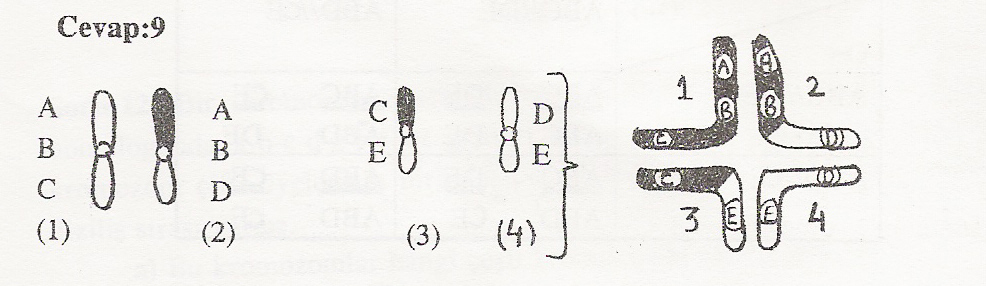 Cevap:9
A A C D
B B E E
C D
(1) (2) (3) (4)
1 A A 2
B B
E D
C D
3 E E 4